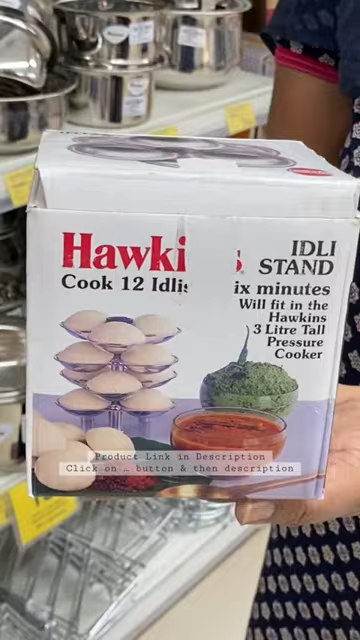 Hawki
Cook 12 Idlis
IDLI
STAND
ix minutes
Will fit in the
Hawkins
3 Litre Tall
Pressure
Cooker
Product Link in Description
Click on … button & then description